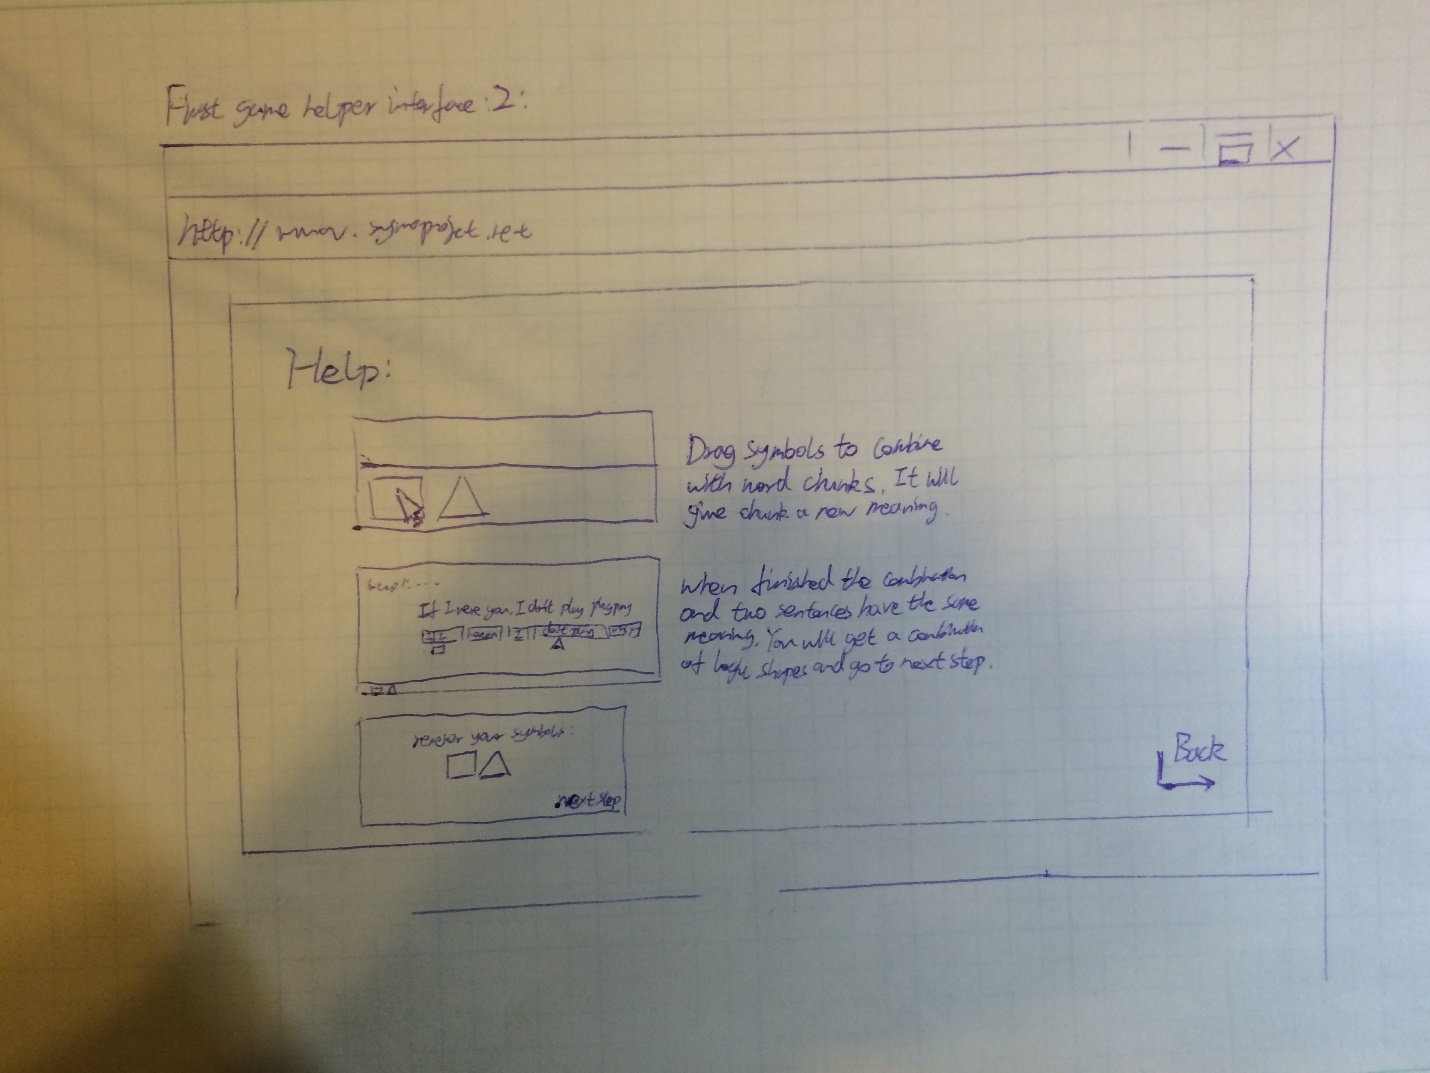 First game helper interface: 2:
http://www.
Help:
Drag symbols to combine
with word chunks. It will
give chunk a new meaning.
If I were you, I don't play
don't play
When finished the combination
and two sentences have the same
meaning. You will get a combination
of logic shapes and go to next step.
your symbols:
next step
Back